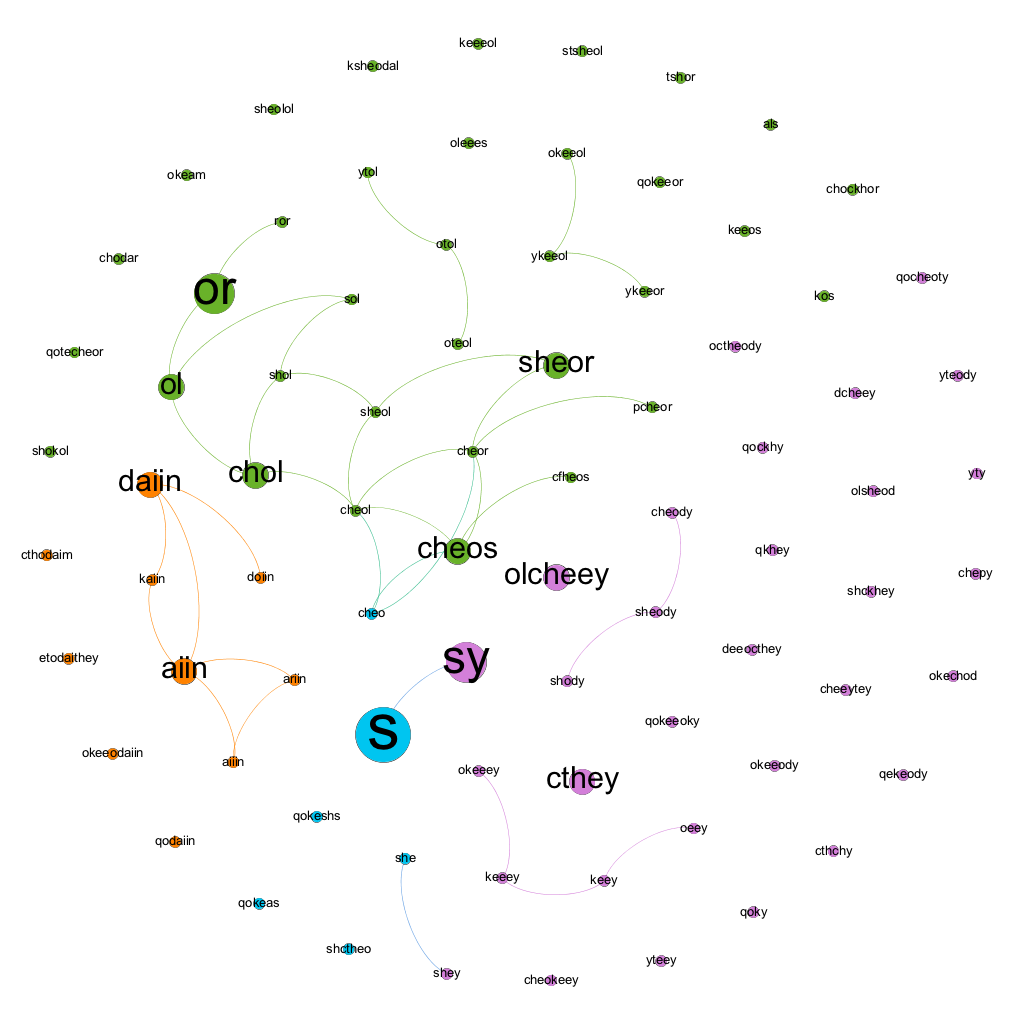 keeeol
stsheol
ksheodal
tshor
sheolol
als
oleees
okeeol
ytol
okeam
qokeeor
chockhor
ror
keeos
otol
ykeeol
chodar
qocheoty
or
ykeeor
kos
sol
oteol
octheody
qotecheor
sheor
shol
yteody
ol
dcheey
pcheor
sheol
qockhy
shokol
cheor
chol
yty
cfheos
daiin
olsheod
cheol
cheody
cheos
qkhey
cthodaim
chepy
olcheey
doiin
kaiin
shckhey
cheo
sheody
deeocthey
etodaithey
sy
aiin
okechod
ariin
shody
cheeytey
qokeeoky
s
okeeodaiin
aiiin
okeeody
okeeey
qekeody
cthey
qokeshs
oeey
qodaiin
cthchy
she
keeey
keey
qokeas
qoky
shctheo
yteey
shey
cheokeey